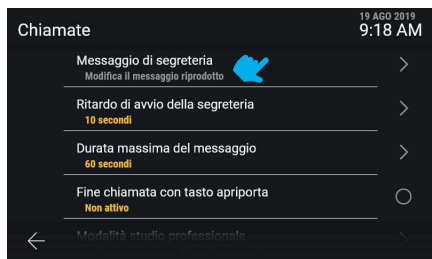 Chiamate
19 AGO 2019
9:18 AM
Messaggio di segreteria
Modifica il messaggio riprodotto
Ritardo di avvio della segreteria
10 secondi
Durata massima del messaggio
60 secondi
Fine chiamata con tasto apriporta
Non attivo
Modalità studio professionale